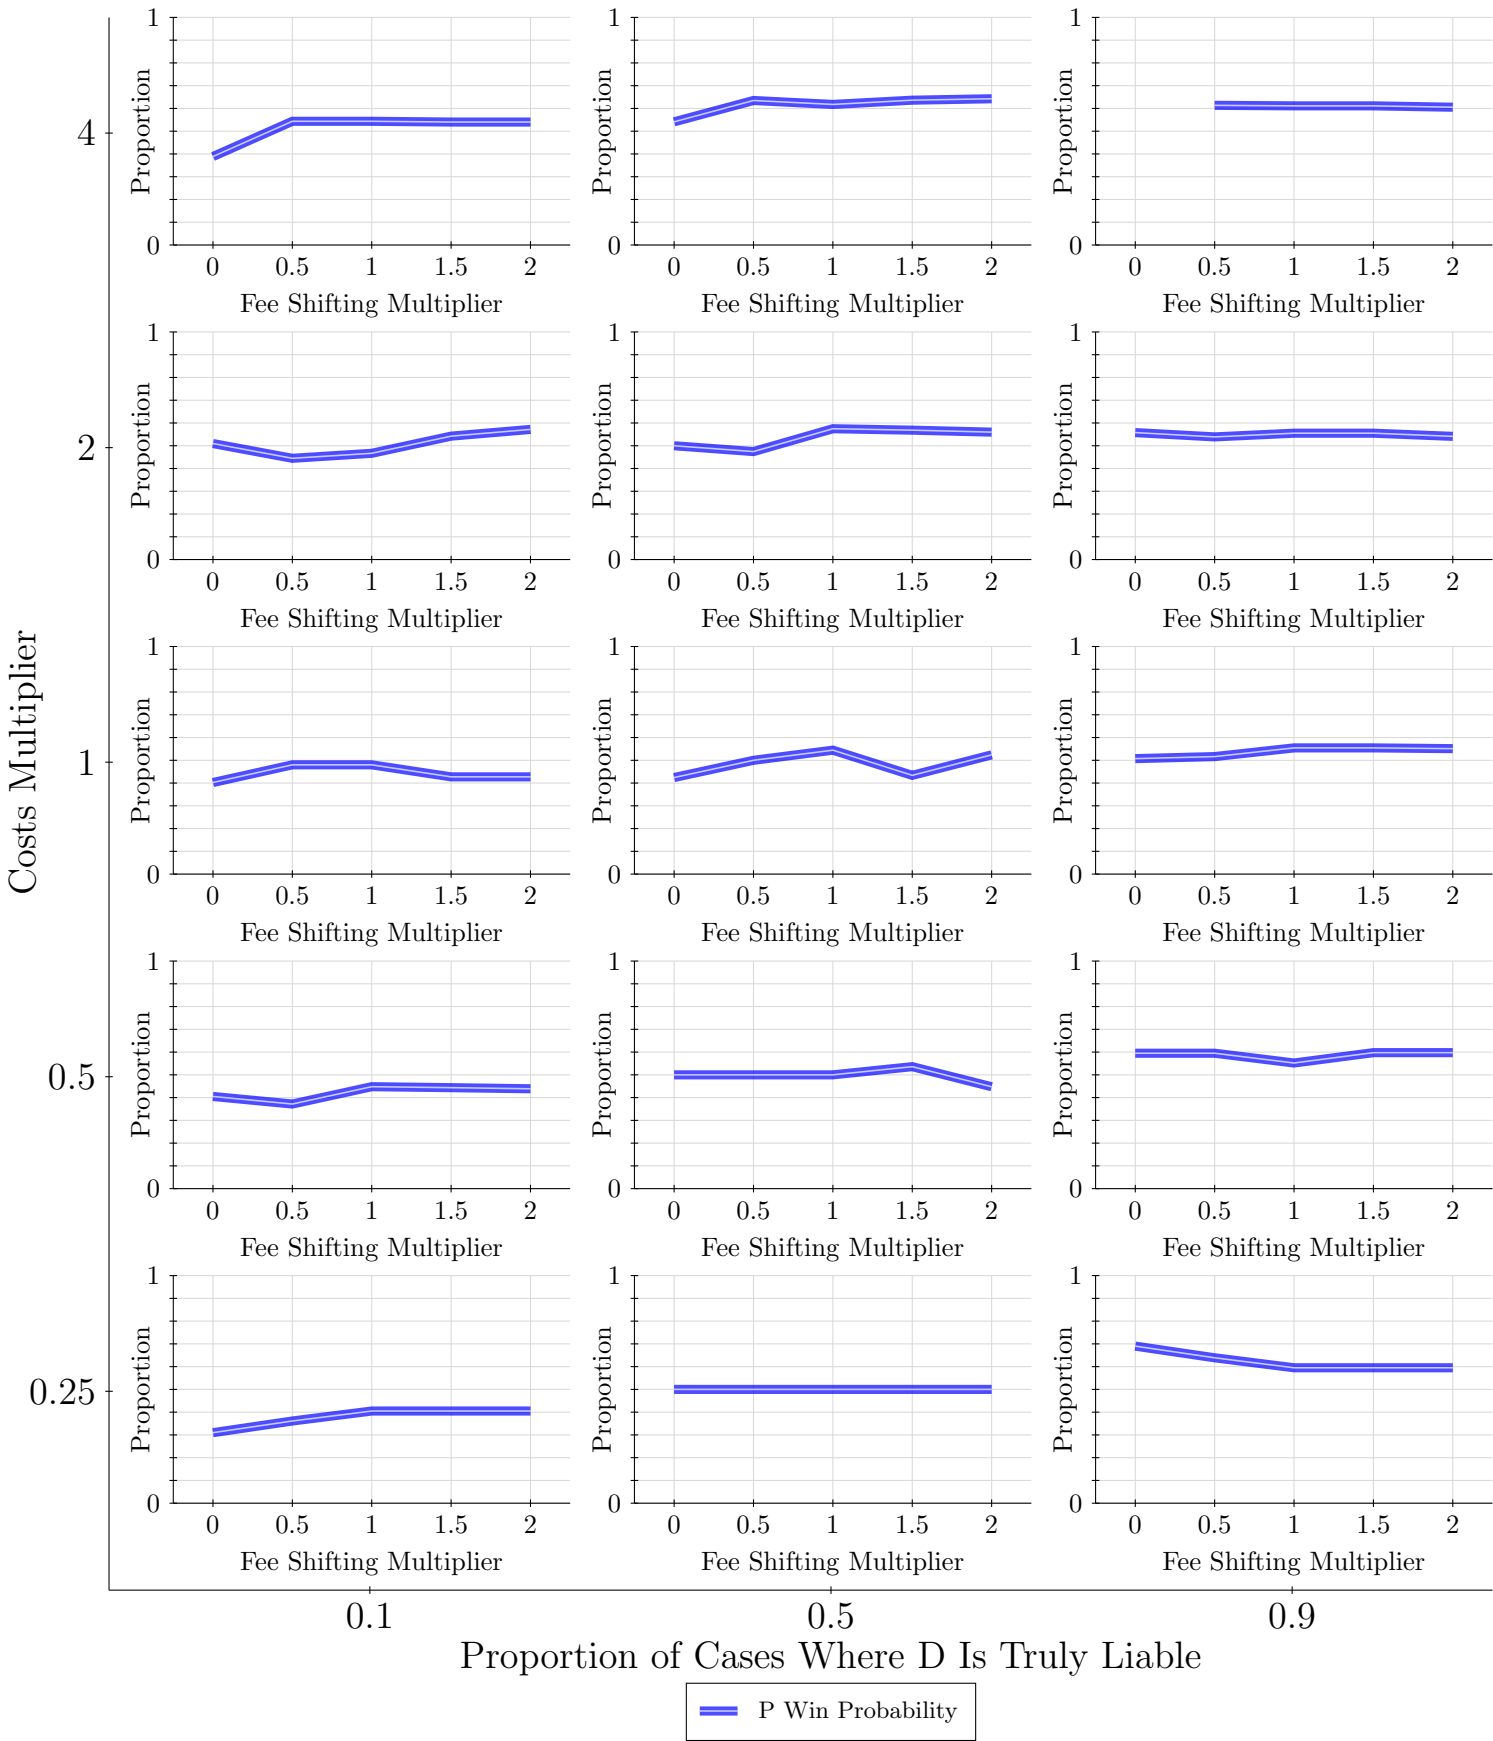 1 1 1
Proportion Proportion Proportion
4
0 0 0
0 0.5 1 1.5 2 0 0.5 1 1.5 2 0 0.5 1 1.5 2
Fee Shifting Multiplier Fee Shifting Multiplier Fee Shifting Multiplier
1 1 1
Proportion Proportion Proportion
2
0 0 0
0 0.5 1 1.5 2 0 0.5 1 1.5 2 0 0.5 1 1.5 2
Fee Shifting Multiplier Fee Shifting Multiplier Fee Shifting Multiplier
Costs Multiplier
1 1 1
Proportion Proportion Proportion
1
0 0 0
0 0.5 1 1.5 2 0 0.5 1 1.5 2 0 0.5 1 1.5 2
Fee Shifting Multiplier Fee Shifting Multiplier Fee Shifting Multiplier
1 1 1
Proportion Proportion Proportion
0.5
0 0 0
0 0.5 1 1.5 2 0 0.5 1 1.5 2 0 0.5 1 1.5 2
Fee Shifting Multiplier Fee Shifting Multiplier Fee Shifting Multiplier
1 1 1
Proportion Proportion Proportion
0.25
0 0 0
0 0.5 1 1.5 2 0 0.5 1 1.5 2 0 0.5 1 1.5 2
Fee Shifting Multiplier Fee Shifting Multiplier Fee Shifting Multiplier
0.1 0.5 0.9
Proportion of Cases Where D Is Truly Liable
P Win Probability